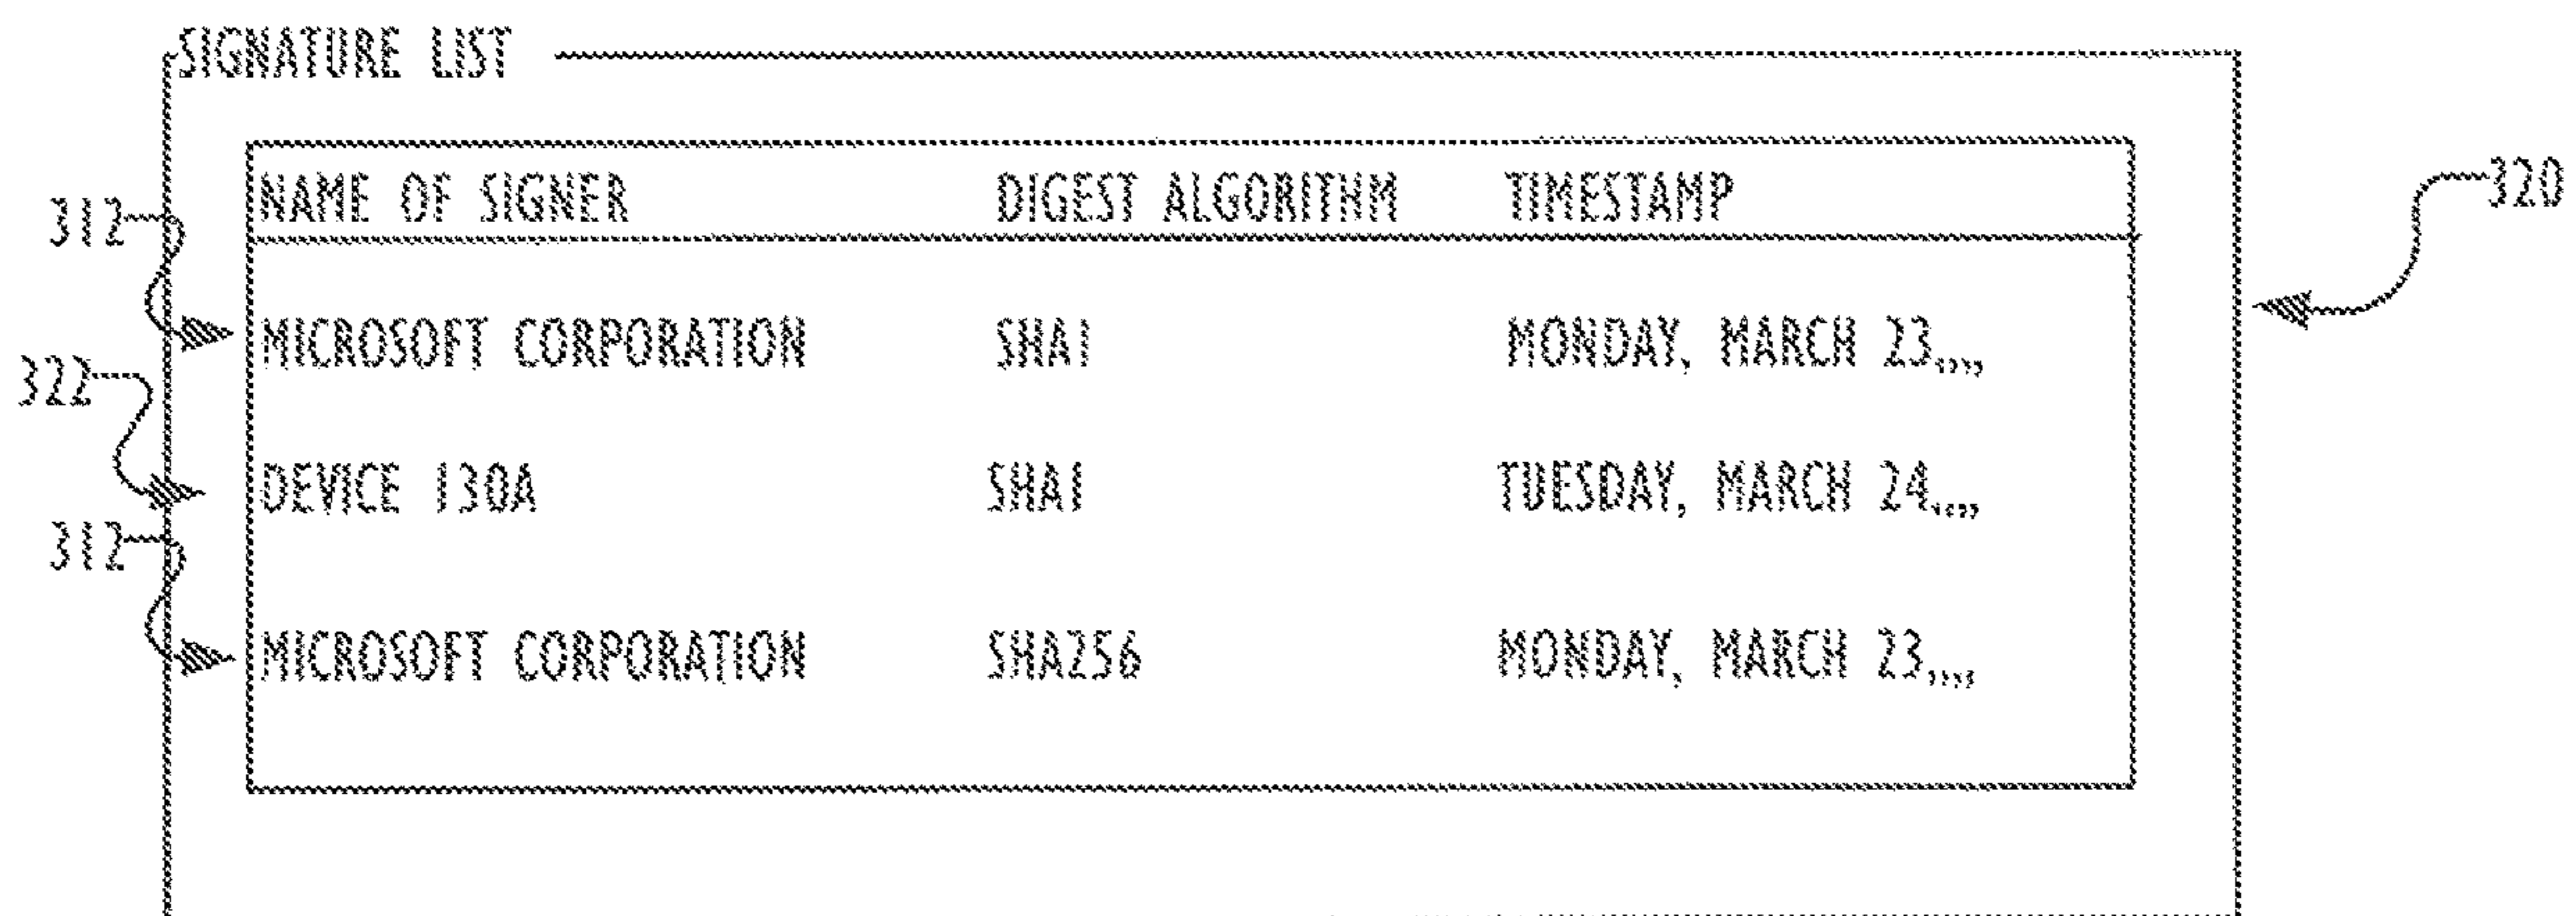 SIGNATURE LIST
NAME OF SIGNER DIGEST ALGORITHM TIMESTAMP
320
312
MICROSOFT CORPORATION SHA1 MONDAY, MARCH 23,,,,
322
DEVICE 130A SHA1 TUESDAY, MARCH 24,,,,
312
MICROSOFT CORPORATION SHA256 MONDAY, MARCH 23,,,,